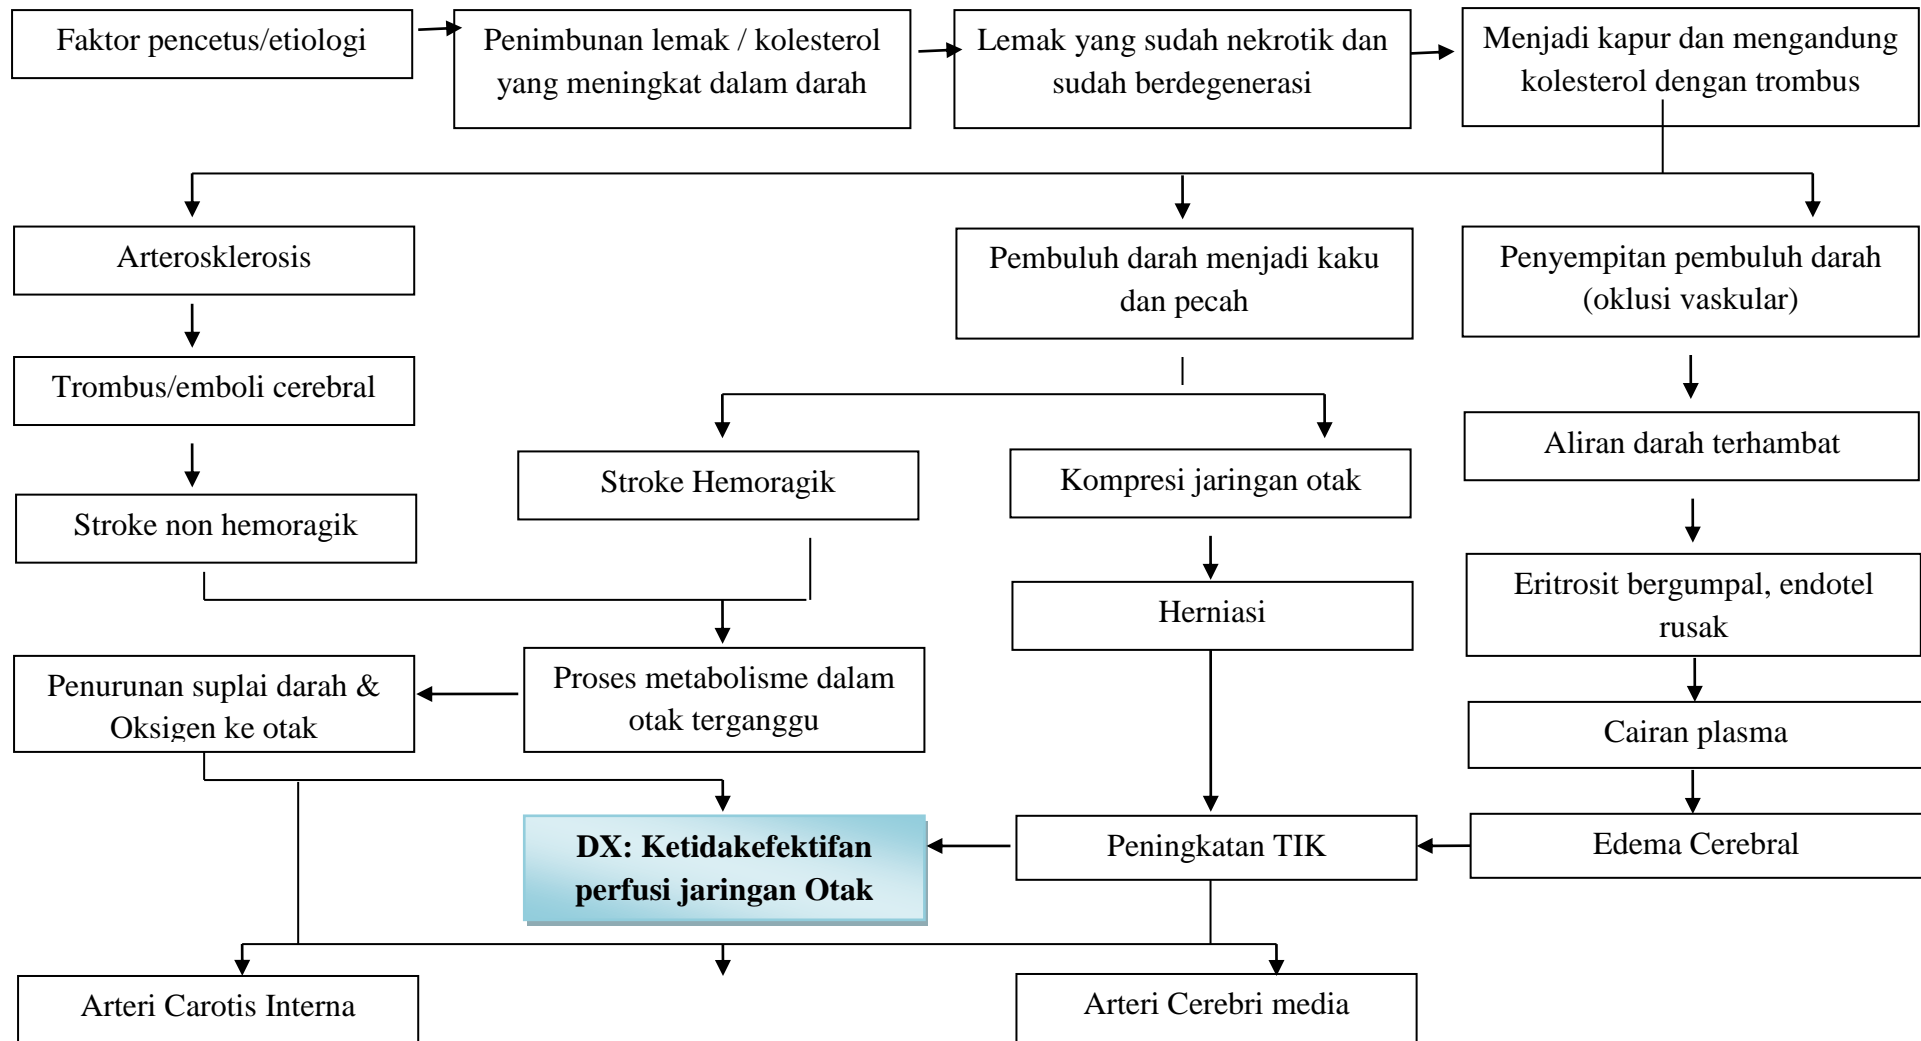 Faktor pencetus/etiologi
Penimbunan lemak / kolesterol
yang meningkat dalam darah
Lemak yang sudah nekrotik dan
sudah berdegenerasi
Menjadi kapur dan mengandung
kolesterol dengan trombus
Arterosklerosis
Pembuluh darah menjadi kaku
dan pecah
Penyempitan pembuluh darah
(oklusi vaskular)
Trombus/emboli cerebral
Aliran darah terhambat
Stroke Hemoragik
Kompresi jaringan otak
Stroke non hemoragik
Eritrosit bergumpal, endotel
rusak
Herniasi
Penurunan suplai darah &
Oksigen ke otak
Proses metabolisme dalam
otak terganggu
Cairan plasma
DX: Ketidakefektifan
perfusi jaringan Otak
Peningkatan TIK
Edema Cerebral
Arteri Carotis Interna
Arteri Cerebri media